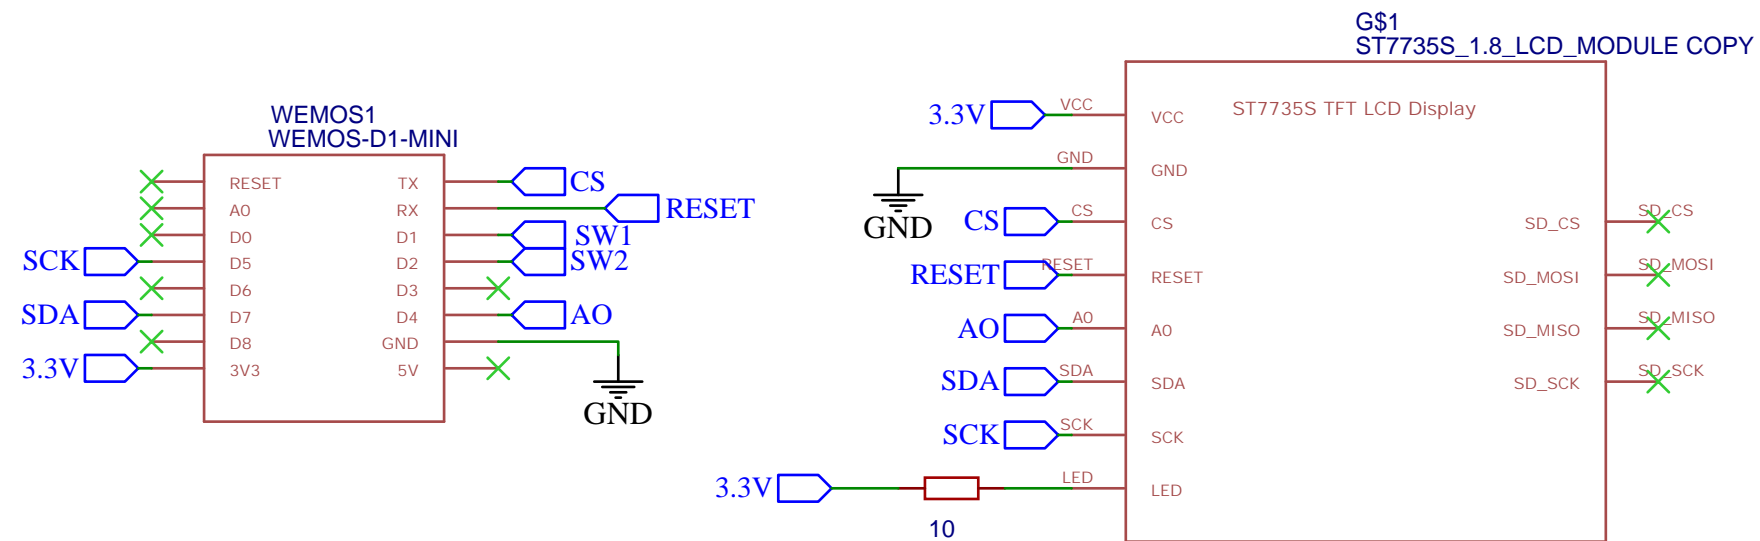 WEMOS1
WEMOS-D1-MINI
RESET
A0
D0
D5
D6
D7
D8
3V3
TX
RX
D1
D2
D3
D4
GND
5V
SCK
SDA
3.3V
CS
RESET
SW1
SW2
AO
GND
G$1
ST7735S_1.8_LCD_MODULE COPY
ST7735S TFT LCD Display
3.3V
VCC
VCC
GND
GND
GND
CS
CS
CS
RESET
RESET
RESET
AO
A0
A0
SDA
SDA
SDA
SCK
SCK
SCK
3.3V
10
LED
LED
SD_CS
SD_CS
SD_MOSI
SD_MOSI
SD_MISO
SD_MISO
SD_SCK
SD_SCK